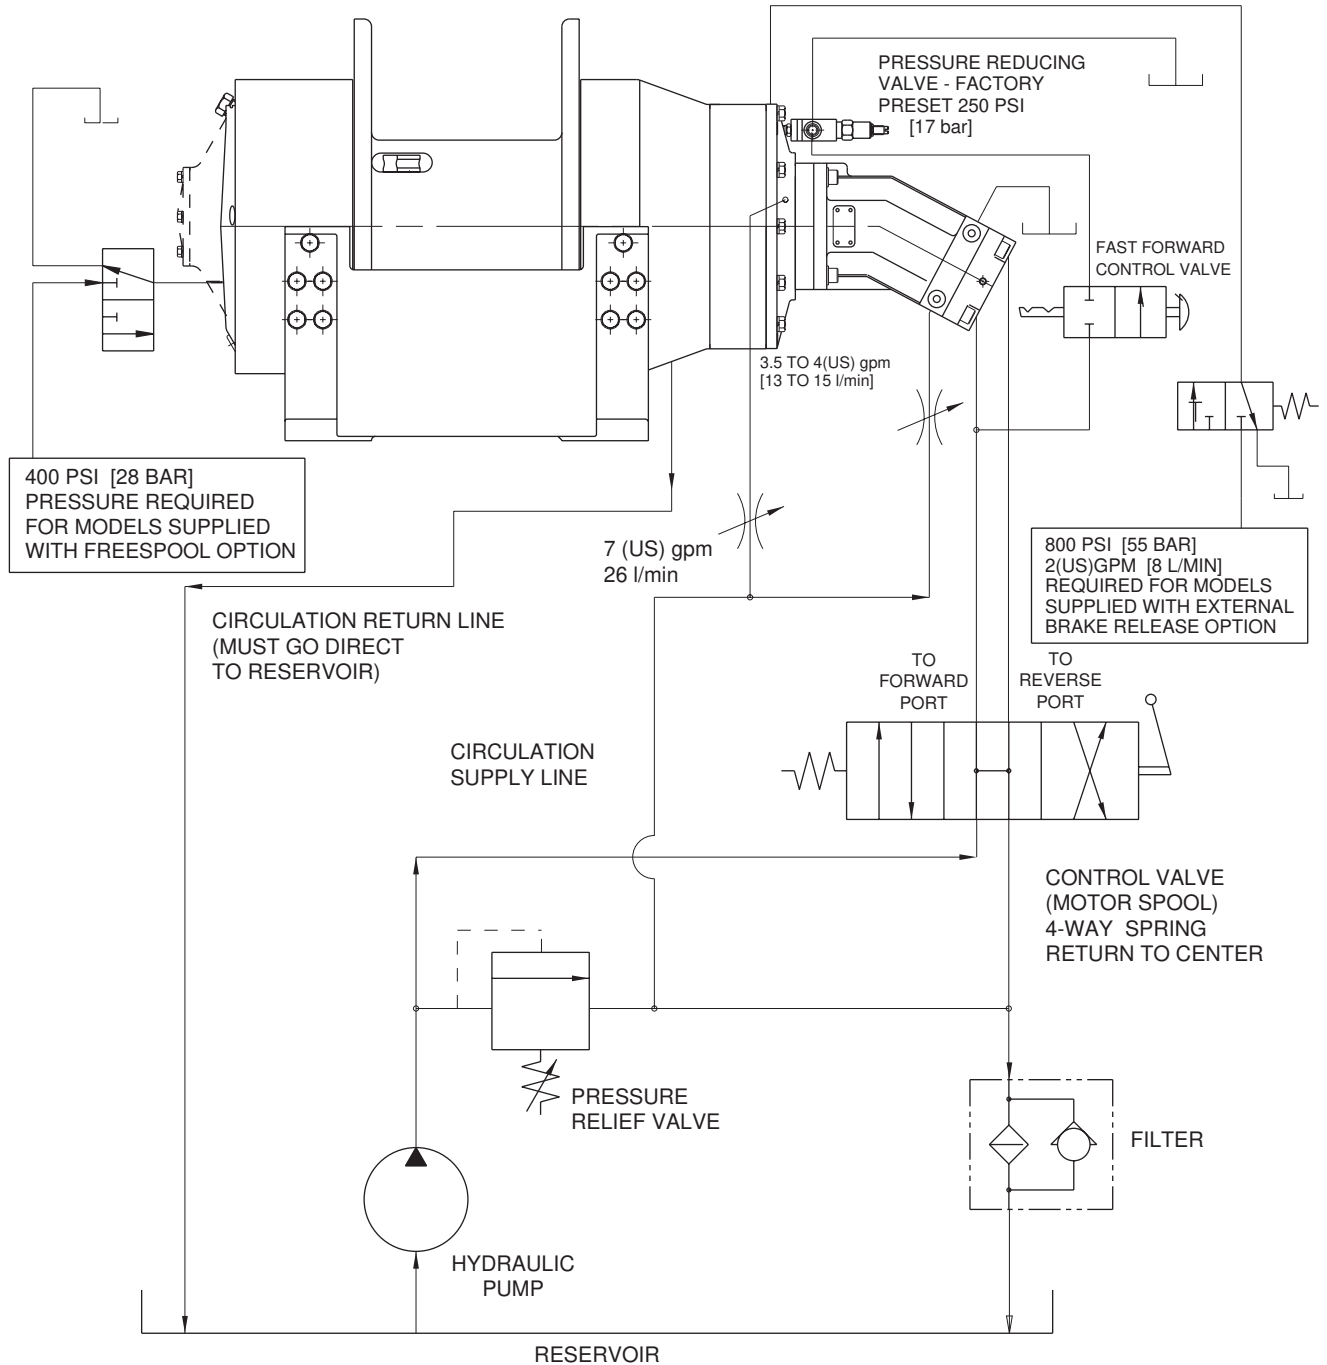 PRESSURE REDUCING
VALVE - FACTORY
PRESET 250 PSI
[17 bar]
FAST FORWARD
CONTROL VALVE
3.5 TO 4(US) gpm
[13 TO 15 l/min]
400 PSI [28 BAR]
PRESSURE REQUIRED
FOR MODELS SUPPLIED
WITH FREESPOOL OPTION
7 (US) gpm
26 l/min
800 PSI [55 BAR]
2(US)GPM [8 L/MIN]
REQUIRED FOR MODELS
SUPPLIED WITH EXTERNAL
BRAKE RELEASE OPTION
CIRCULATION RETURN LINE
(MUST GO DIRECT
TO RESERVOIR)
TO
FORWARD
PORT
TO
REVERSE
PORT
CIRCULATION
SUPPLY LINE
CONTROL VALVE
(MOTOR SPOOL)
4-WAY SPRING
RETURN TO CENTER
PRESSURE
RELIEF VALVE
FILTER
HYDRAULIC
PUMP
RESERVOIR